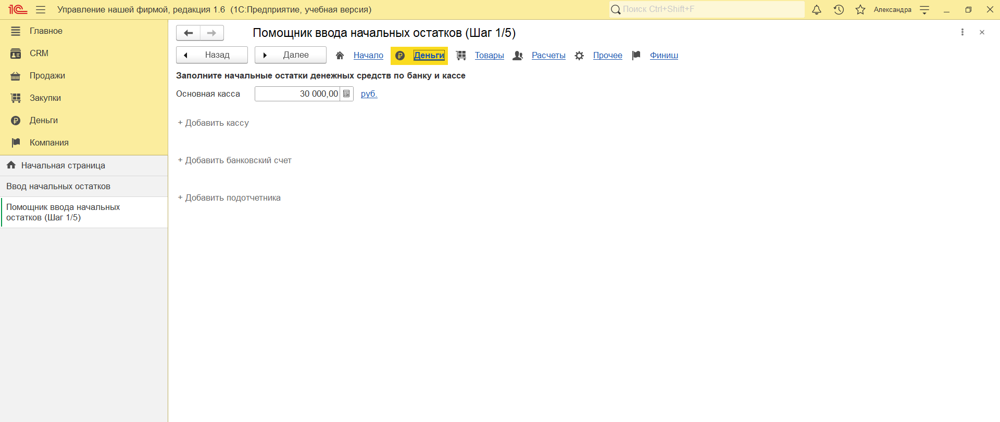 1С Управление нашей фирмой, редакция 1.6 (1С:Предприятие, учебная версия) Поиск Ctrl+Shift+F Александра
Главное
CRM
Продажи
Закупки
Деньги
Компания
Начальная страница
Ввод начальных остатков
Помощник ввода начальных
остатков (Шаг 1/5)
Помощник ввода начальных остатков (Шаг 1/5)
Назад Далее Начало Деньги Товары Расчеты Прочее Финиш
Заполните начальные остатки денежных средств по банку и кассе
Основная касса 30 000,00 руб.
+ Добавить кассу
+ Добавить банковский счет
+ Добавить подотчетника